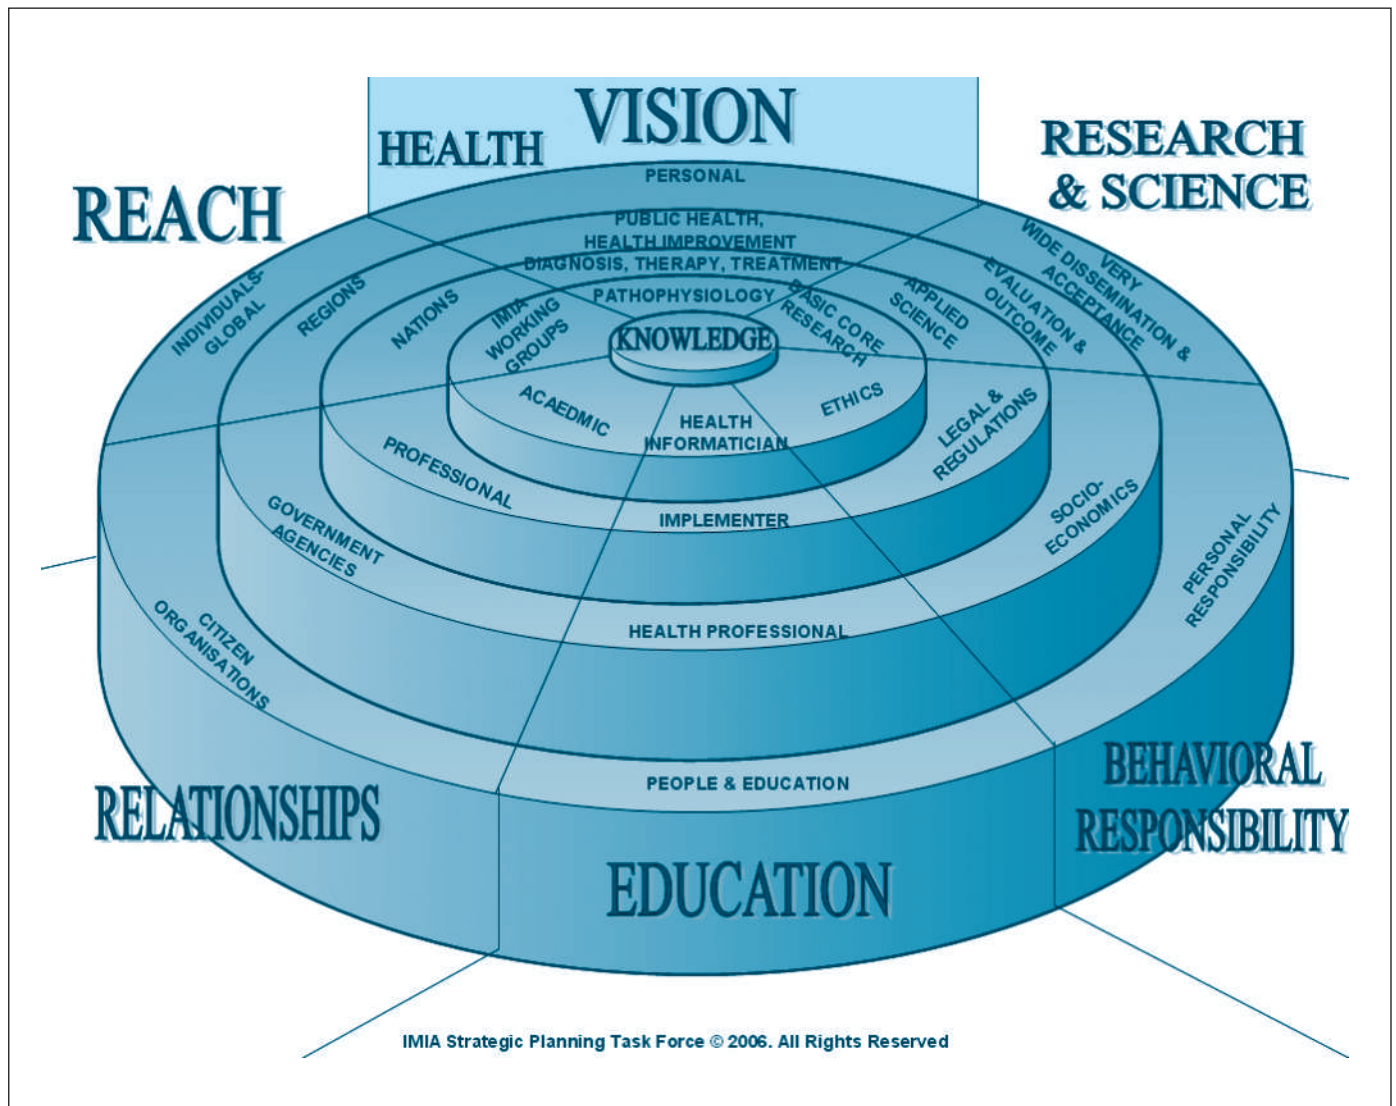 VISION
HEALTH
RESEARCH
& SCIENCE
REACH
PERSONAL
PUBLIC HEALTH,
HEALTH IMPROVEMENT
DIAGNOSIS, THERAPY, TREATMENT
PATHOPHYSIOLOGY
KNOWLEDGE
INDIVIDUALS-
GLOBAL
REGIONS
NATIONS
IMIA
WORKING
GROUPS
BASIC CORE
RESEARCH
APPLIED
SCIENCE
EVALUATION &
OUTCOME
VERY
WIDE DISSEMINATION &
ACCEPTANCE
ACAEDMIC
HEALTH
INFORMATICIAN
ETHICS
PROFESSIONAL
IMPLEMENTER
LEGAL &
REGULATIONS
GOVERNMENT
AGENCIES
HEALTH PROFESSIONAL
SOCIO-
ECONOMICS
CITIZEN
ORGANISATIONS
PEOPLE & EDUCATION
PERSONAL
RESPONSIBILITY
RELATIONSHIPS
EDUCATION
BEHAVIORAL
RESPONSIBILITY
IMIA Strategic Planning Task Force © 2006. All Rights Reserved